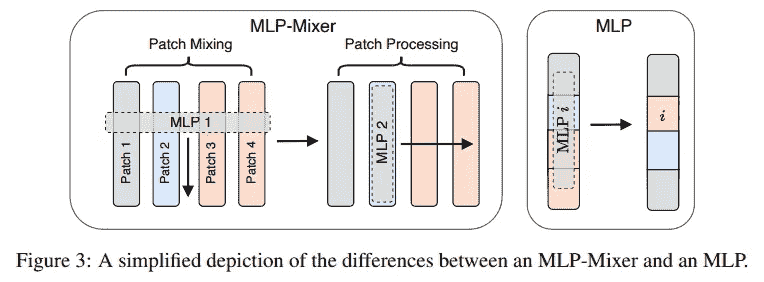 MLP-Mixer
Patch Mixing
Patch Processing
MLP 1
Patch 1
Patch 2
Patch 3
Patch 4
MLP 2
MLP
MLP i
i
Figure 3: A simplified depiction of the differences between an MLP-Mixer and an MLP.